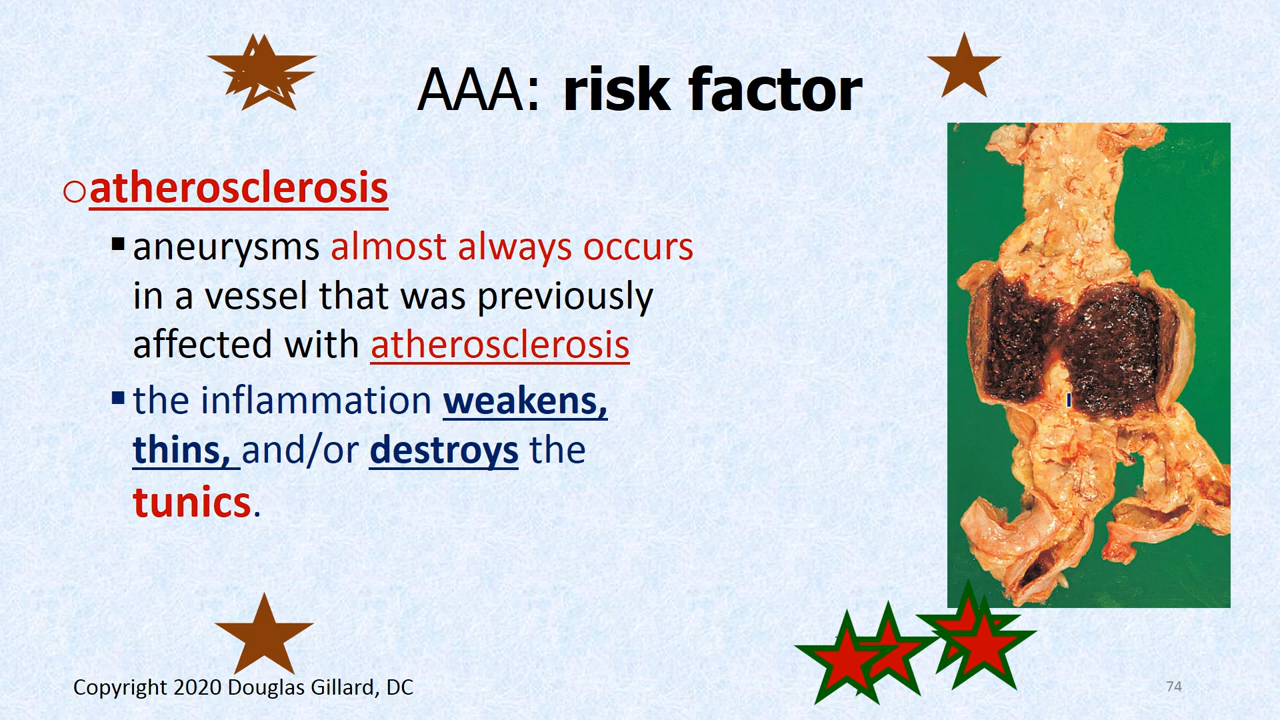 AAA: risk factor
atherosclerosis
aneurysms almost always occurs
in a vessel that was previously
affected with atherosclerosis
the inflammation weakens,
thins, and/or destroys the
tunics.
Copyright 2020 Douglas Gillard, DC
74